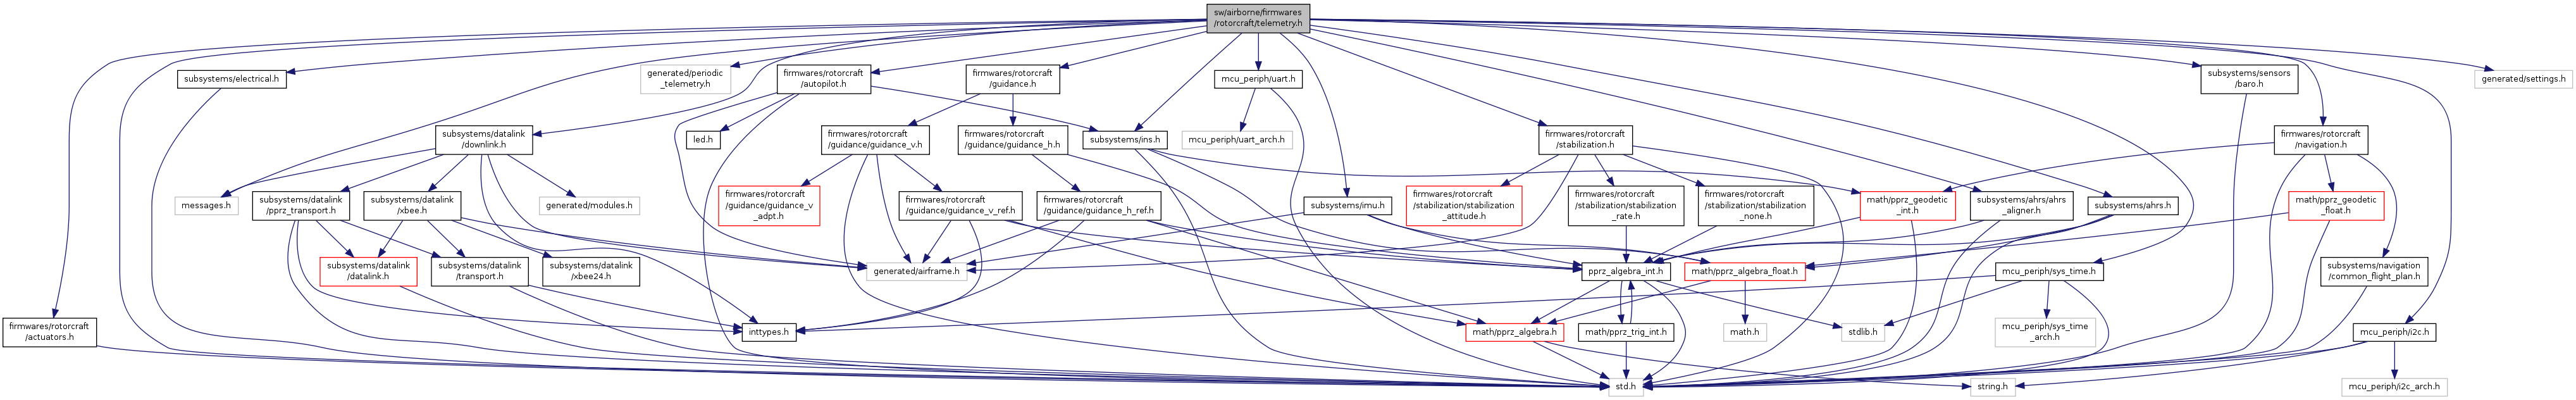 sw/airborne/firmwares
/rotorcraft/telemetry.h
subsystems/electrical.h
generated/periodic
_telemetry.h
firmwares/rotorcraft
/autopilot.h
firmwares/rotorcraft
/guidance.h
mcu_periph/uart.h
subsystems/sensors
/baro.h
generated/settings.h
subsystems/datalink
/downlink.h
led.h
firmwares/rotorcraft
/guidance/guidance_v.h
firmwares/rotorcraft
/guidance/guidance_h.h
subsystems/ins.h
mcu_periph/uart_arch.h
firmwares/rotorcraft
/stabilization.h
firmwares/rotorcraft
/navigation.h
messages.h
subsystems/datalink
/pprz_transport.h
subsystems/datalink
/xbee.h
generated/modules.h
firmwares/rotorcraft
/guidance/guidance_v
_adpt.h
firmwares/rotorcraft
/guidance/guidance_v_ref.h
firmwares/rotorcraft
/guidance/guidance_h_ref.h
subsystems/imu.h
firmwares/rotorcraft
/stabilization/stabilization
_attitude.h
firmwares/rotorcraft
/stabilization/stabilization
_rate.h
firmwares/rotorcraft
/stabilization/stabilization
_none.h
math/pprz_geodetic
_int.h
subsystems/ahrs/ahrs
_aligner.h
subsystems/ahrs.h
math/pprz_geodetic
_float.h
subsystems/datalink
/datalink.h
subsystems/datalink
/transport.h
subsystems/datalink
/xbee24.h
generated/airframe.h
pprz_algebra_int.h
math/pprz_algebra_float.h
mcu_periph/sys_time.h
subsystems/navigation
/common_flight_plan.h
firmwares/rotorcraft
/actuators.h
inttypes.h
math/pprz_algebra.h
math/pprz_trig_int.h
math.h
stdlib.h
mcu_periph/sys_time
_arch.h
mcu_periph/i2c.h
std.h
string.h
mcu_periph/i2c_arch.h